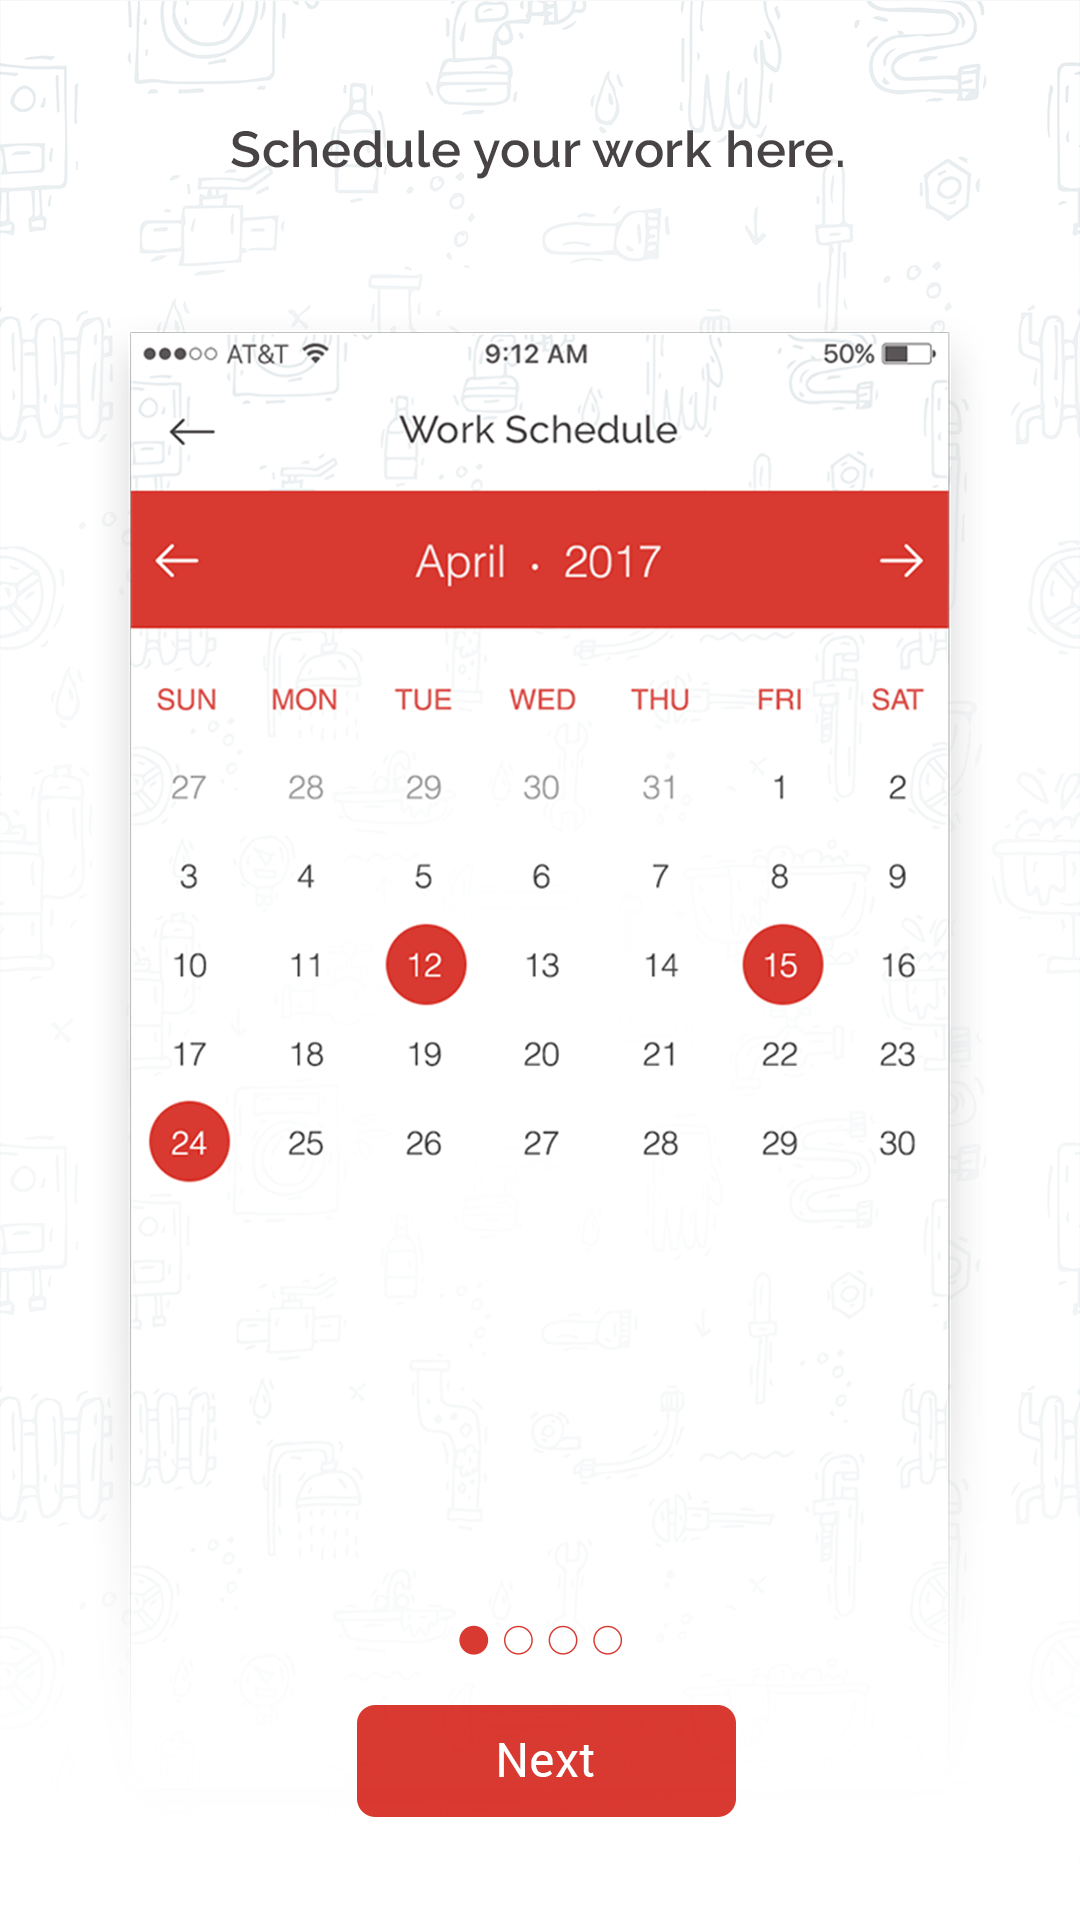 Schedule your work here.
AT&T 9:12 AM 50%
Work Schedule
April · 2017
SUN MON TUE WED THU FRI SAT
27 28 29 30 31 1 2
3 4 5 6 7 8 9
10 11 12 13 14 15 16
17 18 19 20 21 22 23
24 25 26 27 28 29 30
Next